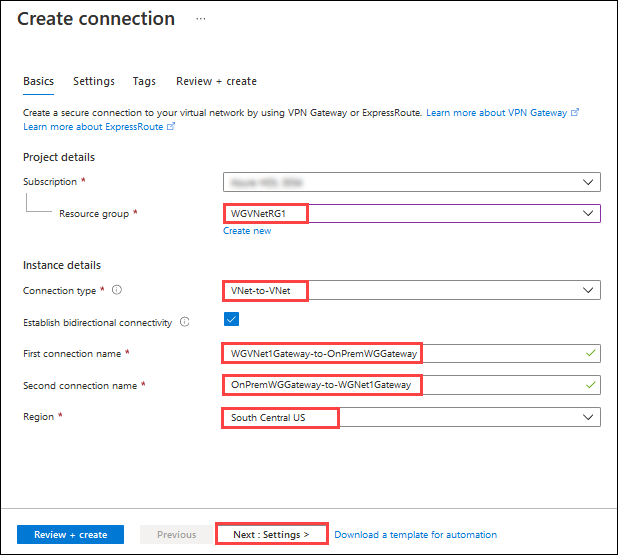 Create connection ...
Basics Settings Tags Review + create
Create a secure connection to your virtual network by using VPN Gateway or ExpressRoute. Learn more about VPN Gateway
Learn more about ExpressRoute
Project details
Subscription *
Resource group * WGVNetRG1
Create new
Instance details
Connection type * VNet-to-VNet
Establish bidirectional connectivity
First connection name * WGVNet1Gateway-to-OnPremWGGateway
Second connection name * OnPremWGGateway-to-WGNet1Gateway
Region * South Central US
Review + create Previous Next : Settings > Download a template for automation